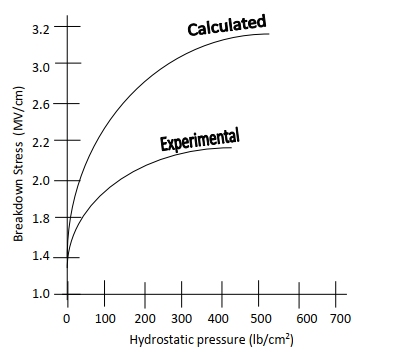 Calculated
Experimental
Breakdown Stress (MV/cm)
3.2
3.0
2.6
2.2
2.0
1.8
1.4
1.0
0 100 200 300 400 500 600 700
Hydrostatic pressure (lb/cm²)